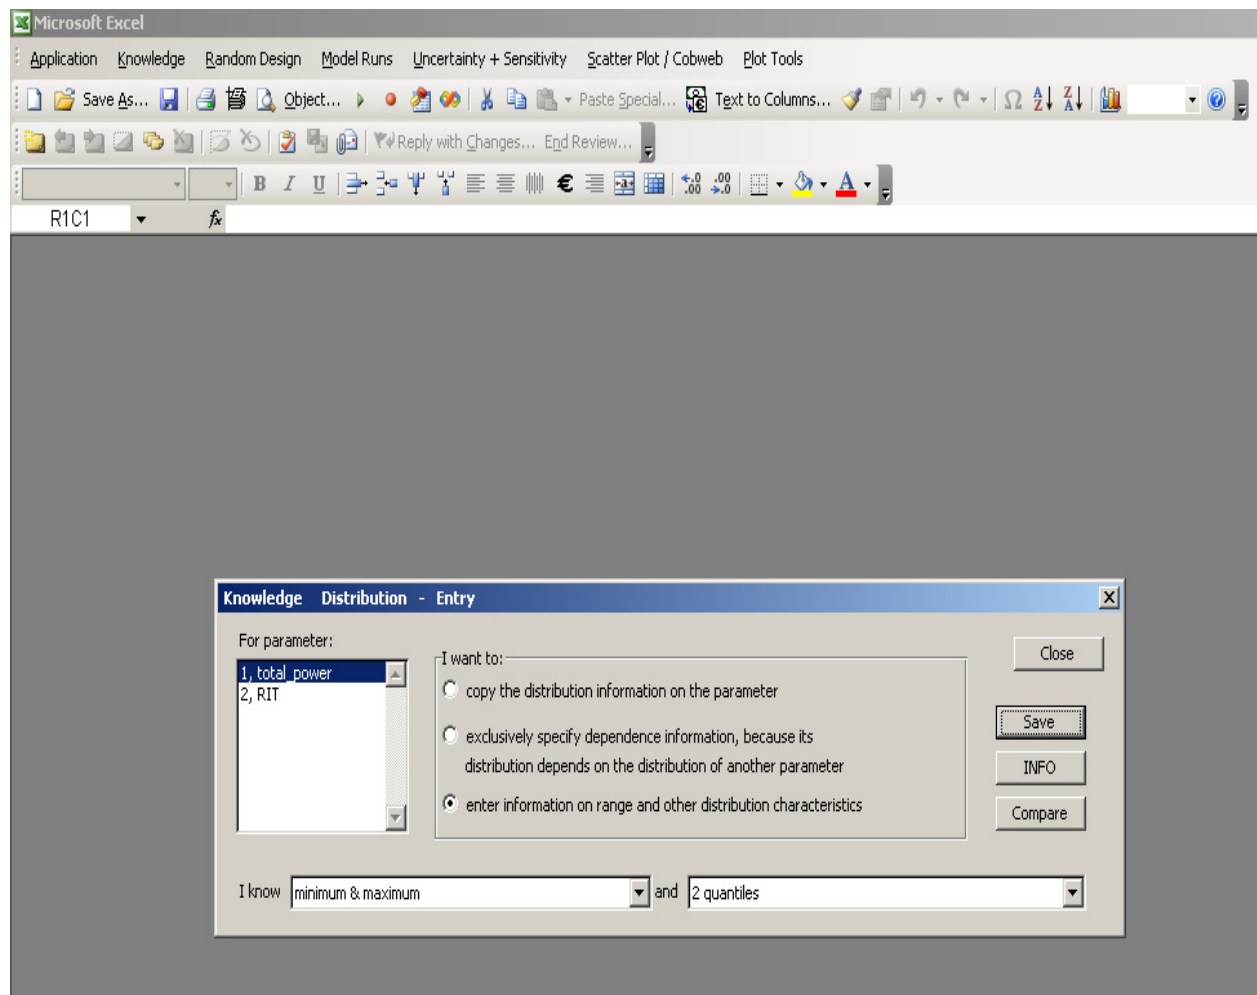 Microsoft Excel
Application Knowledge Random Design Model Runs Uncertainty + Sensitivity Scatter Plot / Cobweb Plot Tools
Save As... Object... Paste Special... Text to Columns...
Reply with Changes... End Review...
B I U € .00 .00 A
R1C1 fx
Knowledge Distribution - Entry
For parameter:
1, total_power
2, RIT
I want to:
copy the distribution information on the parameter
exclusively specify dependence information, because its
distribution depends on the distribution of another parameter
enter information on range and other distribution characteristics
Close
Save
INFO
Compare
I know minimum & maximum and 2 quantiles